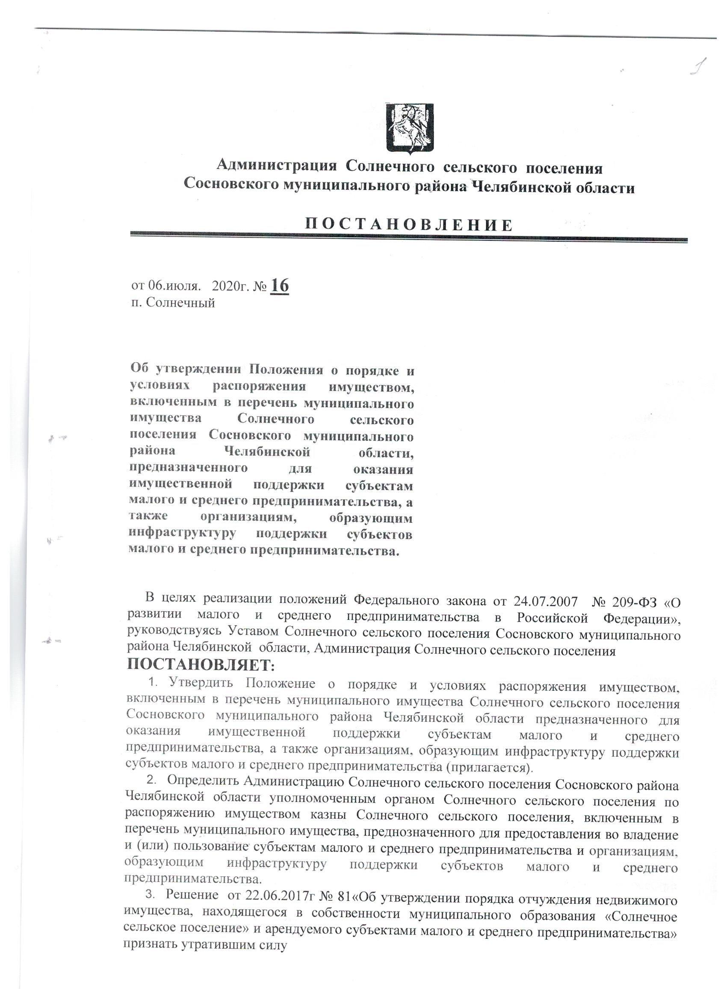 1
Администрация Солнечного сельского поселения
Сосновского муниципального района Челябинской области
П О С Т А Н О В Л Е Н И Е
от 06.июля. 2020г. № 16
п. Солнечный
Об утверждении Положения о порядке и
условиях распоряжения имуществом,
включенным в перечень муниципального
имущества Солнечного сельского
поселения Сосновского муниципального
района Челябинской области,
предназначенного для оказания
имущественной поддержки субъектам
малого и среднего предпринимательства, а
также организациям, образующим
инфраструктуру поддержки субъектов
малого и среднего предпринимательства.
В целях реализации положений Федерального закона от 24.07.2007 № 209-ФЗ «О
развитии малого и среднего предпринимательства в Российской Федерации»,
руководствуясь Уставом Солнечного сельского поселения Сосновского муниципального
района Челябинской области, Администрация Солнечного сельского поселения
ПОСТАНОВЛЯЕТ:
1. Утвердить Положение о порядке и условиях распоряжения имуществом,
включенным в перечень муниципального имущества Солнечного сельского поселения
Сосновского муниципального района Челябинской области предназначенного для
оказания имущественной поддержки субъектам малого и среднего
предпринимательства, а также организациям, образующим инфраструктуру поддержки
субъектов малого и среднего предпринимательства (прилагается).
2. Определить Администрацию Солнечного сельского поселения Сосновского района
Челябинской области уполномоченным органом Солнечного сельского поселения по
распоряжению имуществом казны Солнечного сельского поселения, включенным в
перечень муниципального имущества, преднозначенного для предоставления во владение
и (или) пользование субъектам малого и среднего предпринимательства и организациям,
образующим инфраструктуру поддержки субъектов малого и среднего
предпринимательства.
3. Решение от 22.06.2017г № 81«Об утверждении порядка отчуждения недвижимого
имущества, находящегося в собственности муниципального образования «Солнечное
сельское поселение» и арендуемого субъектами малого и среднего предпринимательства»
признать утратившим силу